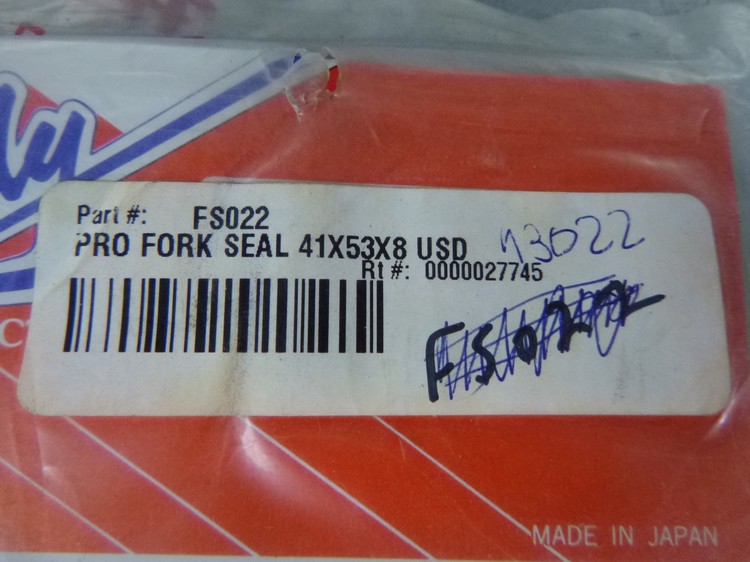 Part #: FS022
PRO FORK SEAL 41X53X8 USD
13022
Rt #: 0000027745
FS022
MADE IN JAPAN